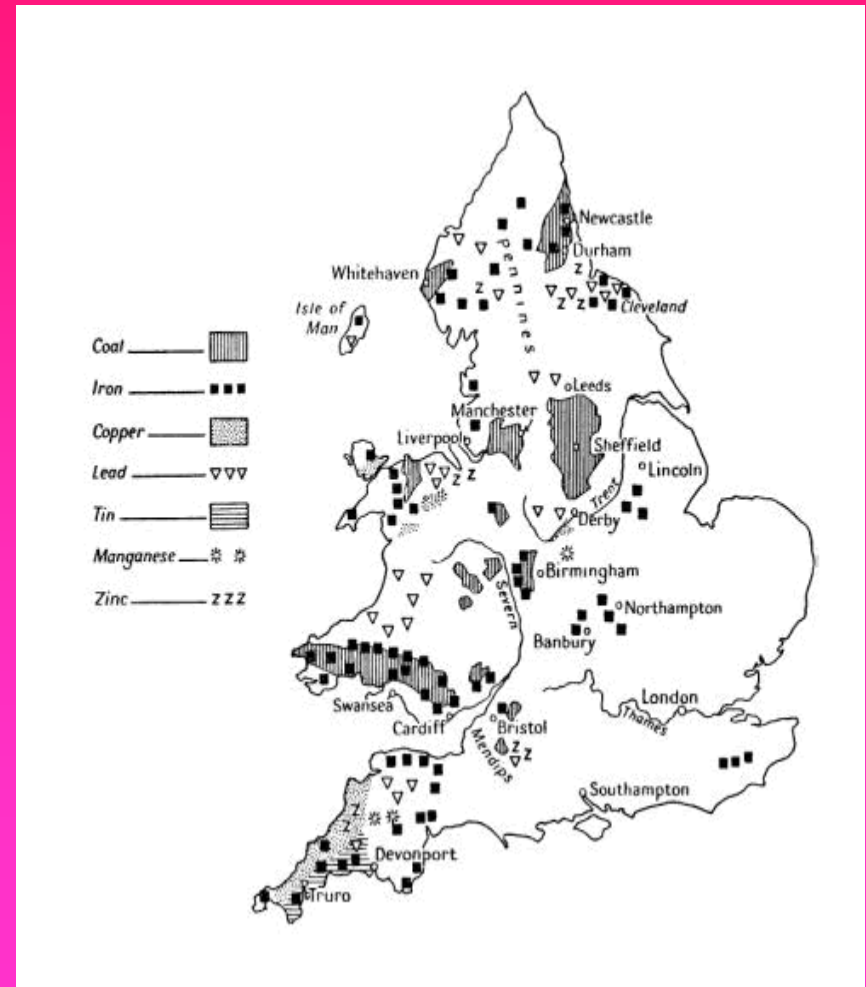 Newcastle
Durham
Pennines
Whitehaven
Z
Z
Isle of
Man
Z Z
Cleveland
Coal
Iron
Leeds
Manchester
Copper
Liverpool
Sheffield
Lincoln
Lead
Z Z
Trent
Derby
Tin
Manganese
Birmingham
Zinc
Z Z Z
Severn
Northampton
Banbury
Swansea
London
Cardiff
Bristol
Thames
Mendips
Z Z
Southampton
Z
Z
Devonport
Truro